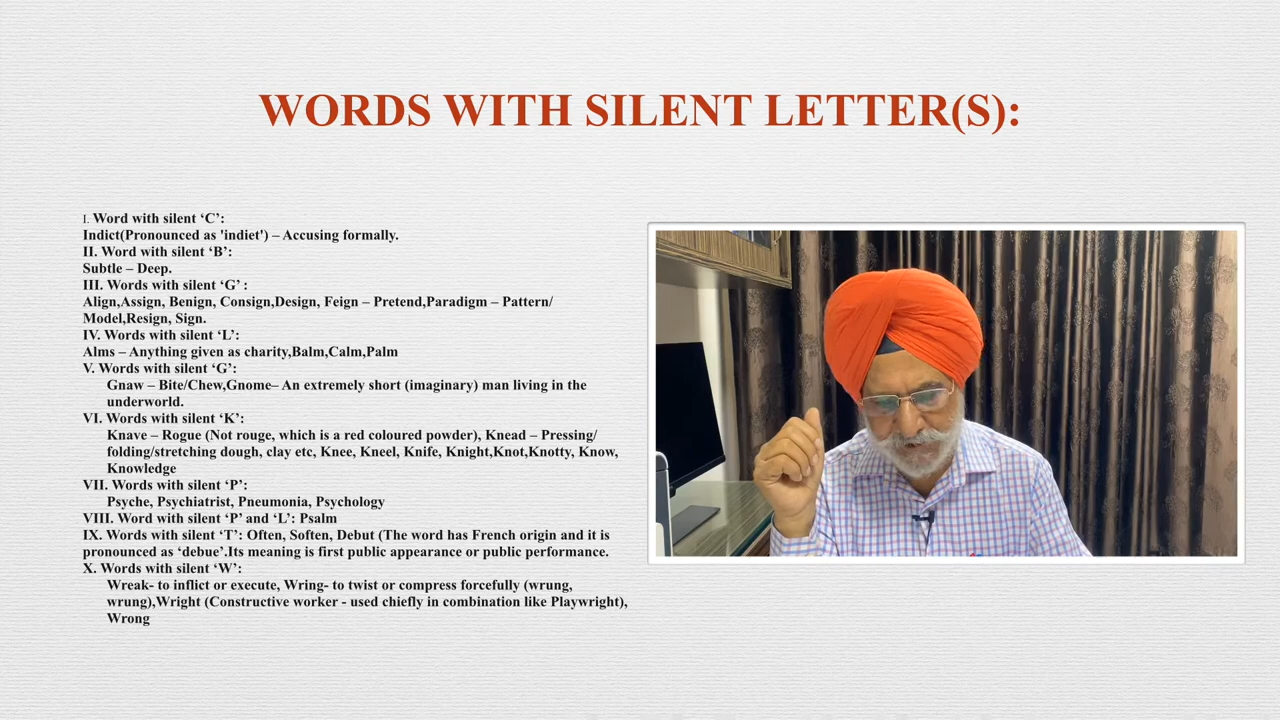 WORDS WITH SILENT LETTER(S):
I. Word with silent ‘C’:
Indict(Pronounced as 'indiet') – Accusing formally.
II. Word with silent ‘B’:
Subtle – Deep.
III. Words with silent ‘G’ :
Align,Assign, Benign, Consign,Design, Feign – Pretend,Paradigm – Pattern/
Model,Resign, Sign.
IV. Words with silent ‘L’:
Alms – Anything given as charity,Balm,Calm,Palm
V. Words with silent ‘G’:
Gnaw – Bite/Chew,Gnome– An extremely short (imaginary) man living in the
underworld.
VI. Words with silent ‘K’:
Knave – Rogue (Not rouge, which is a red coloured powder), Knead – Pressing/
folding/stretching dough, clay etc, Knee, Kneel, Knife, Knight,Knot,Knotty, Know,
Knowledge
VII. Words with silent ‘P’:
Psyche, Psychiatrist, Pneumonia, Psychology
VIII. Word with silent ‘P’ and ‘L’: Psalm
IX. Words with silent ‘T’: Often, Soften, Debut (The word has French origin and it is
pronounced as ‘debue’.Its meaning is first public appearance or public performance.
X. Words with silent ‘W’:
Wreak- to inflict or execute, Wring- to twist or compress forcefully (wrung,
wrung),Wright (Constructive worker - used chiefly in combination like Playwright),
Wrong